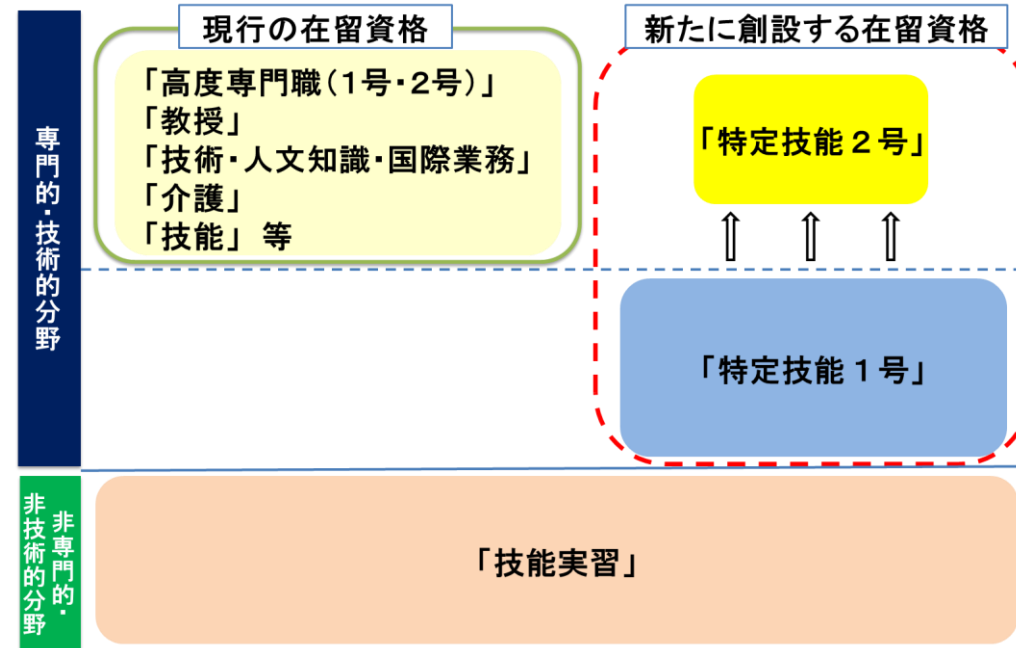 現行の在留資格
新たに創設する在留資格
専門的・技術的分野
「高度専門職(1号・2号)」
「教授」
「技術・人文知識・国際業務」
「介護」
「技能」 等
「特定技能２号」
「特定技能１号」
非専門的・
非技術的分野
「技能実習」